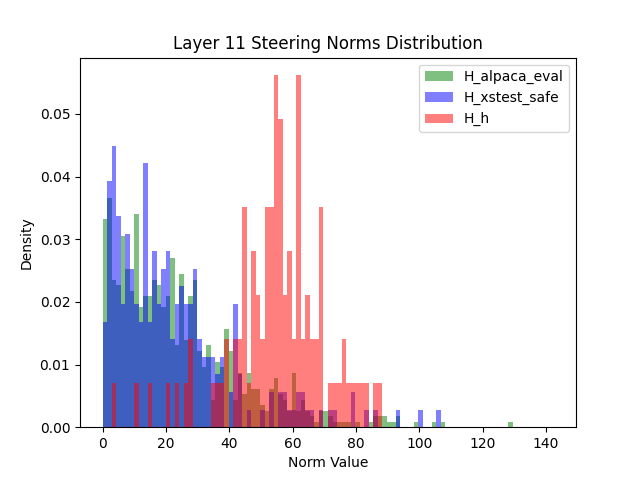 Layer 11 Steering Norms Distribution
H_alpaca_eval
H_xstest_safe
H_h
Density
0.05
0.04
0.03
0.02
0.01
0.00
0
20
40
60
80
100
120
140
Norm Value